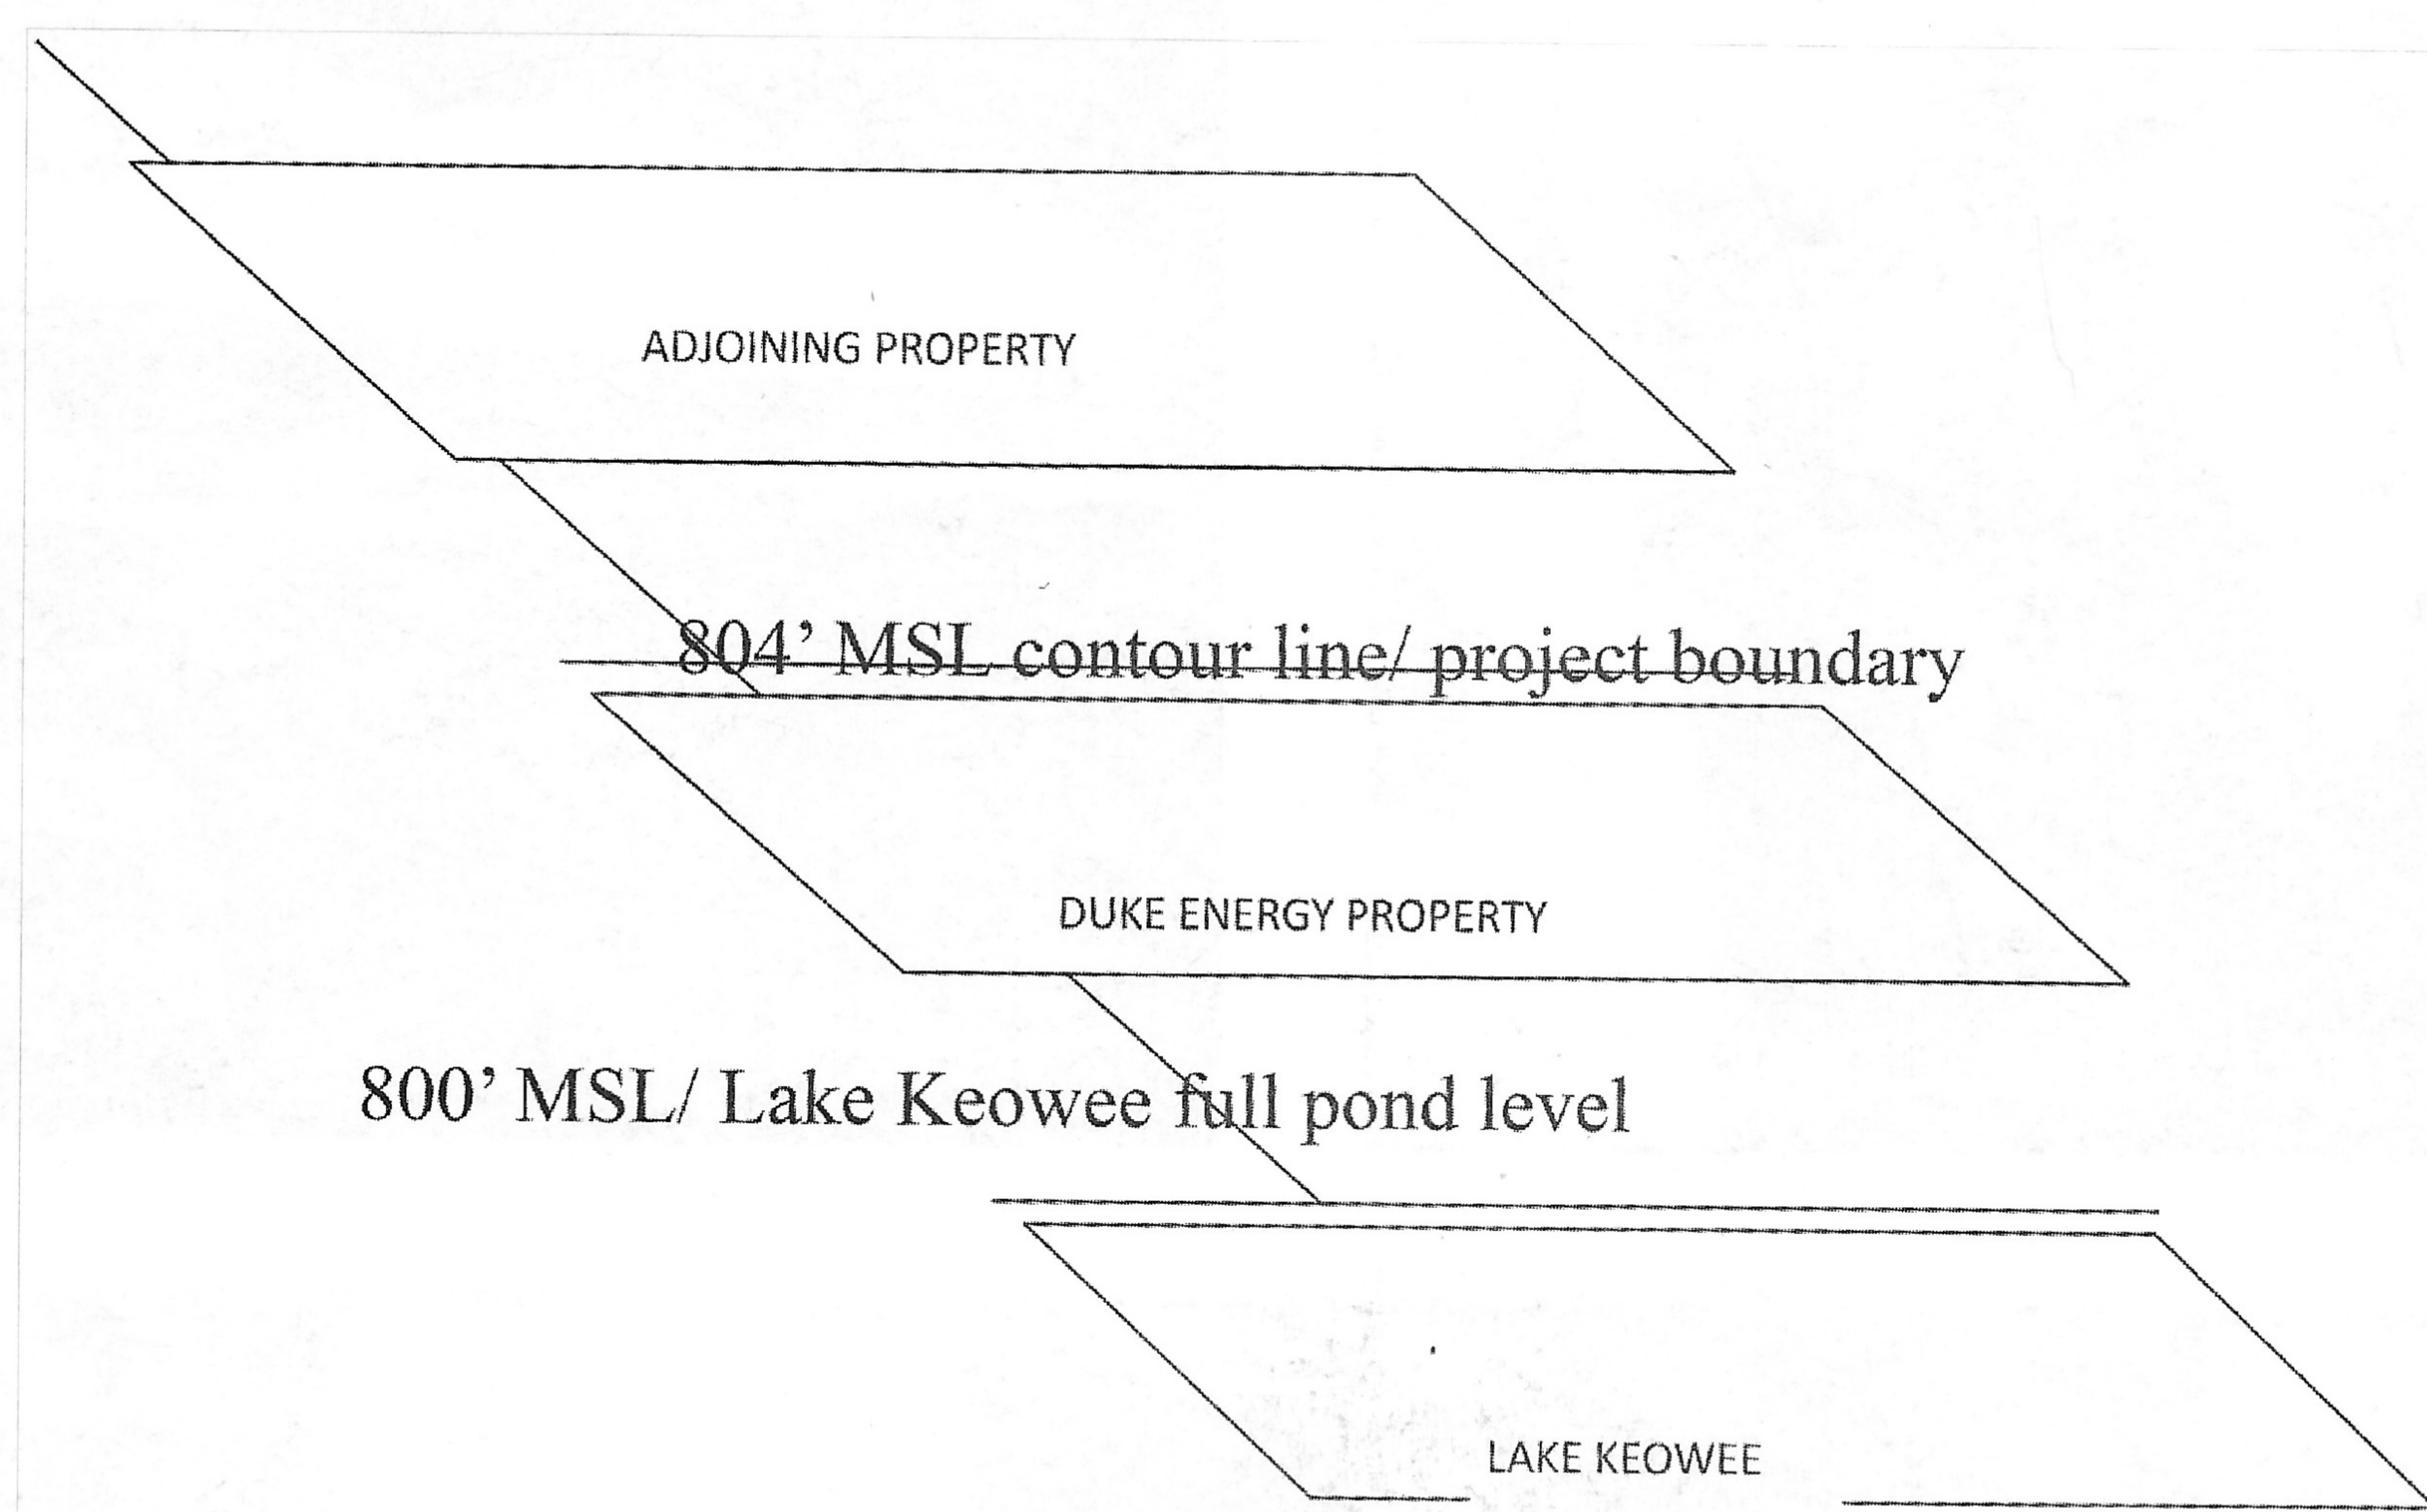 ADJOINING PROPERTY
804’ MSL contour line/ project boundary
DUKE ENERGY PROPERTY
800’ MSL/ Lake Keowee full pond level
LAKE KEOWEE